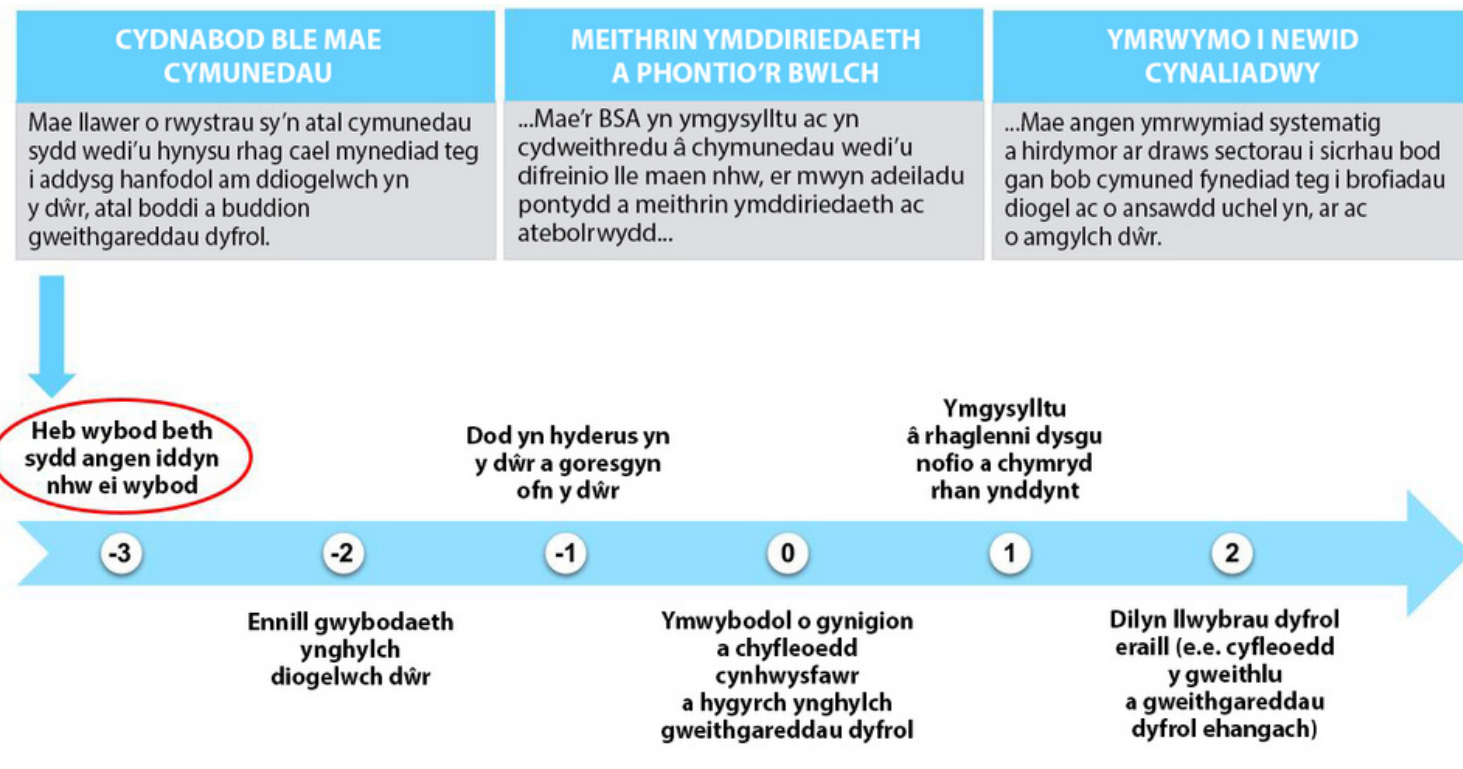 CYDNABOD BLE MAE
CYMUNEDAU
Mae llawer o rwystrau sy'n atal cymunedau
sydd wedi'u hynysu rhag cael mynediad teg
i addysg hanfodol am ddiogelwch yn
y dŵr, atal boddi a buddion
gweithgareddau dyfrol.
MEITHRIN YMDDIRIEDAETH
A PHONTIO'R BWLCH
...Mae'r BSA yn ymgysylltu ac yn
cydweithredu â chymunedau wedi'u
difreinio lle maen nhw, er mwyn adeiladu
pontydd a meithrin ymddiriedaeth ac
atebolrwydd...
YMRWYMO I NEWID
CYNALIADWY
...Mae angen ymrwymiad systematig
a hirdymor ar draws sectorau i sicrhau bod
gan bob cymuned fynediad teg i brofiadau
diogel ac o ansawdd uchel yn, ar ac
o amgylch dŵr.
Heb wybod beth
sydd angen iddyn
nhw ei wybod
Dod yn hyderus yn
y dŵr a goresgyn
ofn y dŵr
Ymgysylltu
â rhaglenni dysgu
nofio a chymryd
rhan ynddynt
-3 -2 -1 0 1 2
Ennill gwybodaeth
ynghylch
diogelwch dŵr
Ymwybodol o gynigion
a chyfleoedd
cynhwysfawr
a hygyrch ynghylch
gweithgareddau dyfrol
Dilyn llwybrau dyfrol
eraill (e.e. cyfleoedd
y gweithlu
a gweithgareddau
dyfrol ehangach)